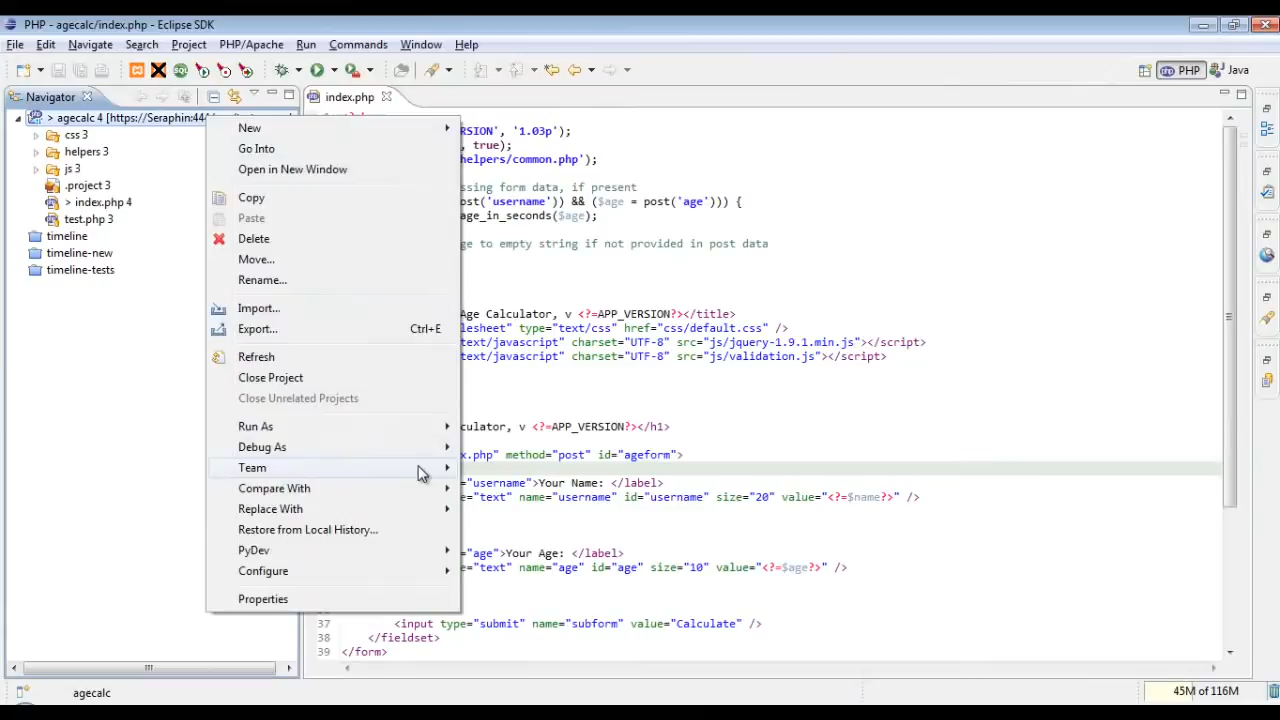 PHP - agecalc/index.php - Eclipse SDK
File Edit Navigate Search Project PHP/Apache Run Commands Window Help
SQL PHP Java
Navigator index.php
> agecalc 4 [https://Seraphin:444
css 3
helpers 3
js 3
.project 3
> index.php 4
test.php 3
timeline
timeline-new
timeline-tests
New
Go Into
Open in New Window
Copy
Paste
Delete
Move...
Rename...
Import...
Export... Ctrl+E
Refresh
Close Project
Close Unrelated Projects
Run As
Debug As
Team
Compare With
Replace With
Restore from Local History...
PyDev
Configure
Properties
RSION', '1.03p');
, true);
helpers/common.php');
ssing form data, if present
ost('username')) && ($age = post('age'))) {
age_in_seconds($age);
ge to empty string if not provided in post data
Age Calculator, v <?=APP_VERSION?></title>
lesheet" type="text/css" href="css/default.css" />
text/javascript" charset="UTF-8" src="js/jquery-1.9.1.min.js"></script>
text/javascript" charset="UTF-8" src="js/validation.js"></script>
culator, v <?=APP_VERSION?></h1>
x.php" method="post" id="ageform">
="username">Your Name: </label>
="text" name="username" id="username" size="20" value="<?=$name?>" />
="age">Your Age: </label>
="text" name="age" id="age" size="10" value="<?=$age?>" />
37 <input type="submit" name="subform" value="Calculate" />
38 </fieldset>
39 </form>
agecalc 45M of 116M